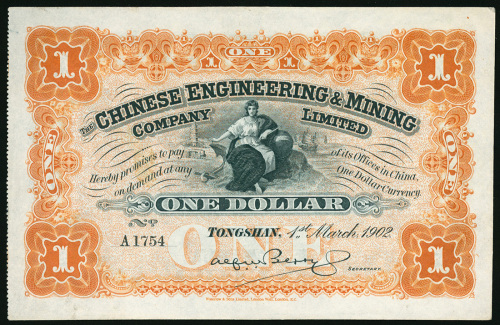 ONE
1 1 1 1
THE CHINESE ENGINEERING & MINING
COMPANY LIMITED
Hereby promises to pay on demand at any of its Offices in China, One Dollar Currency.
ONE ONE
ONE DOLLAR
No
A 1754
TONGSHAN, 1st March, 1902.
ONE
SECRETARY.
1 1